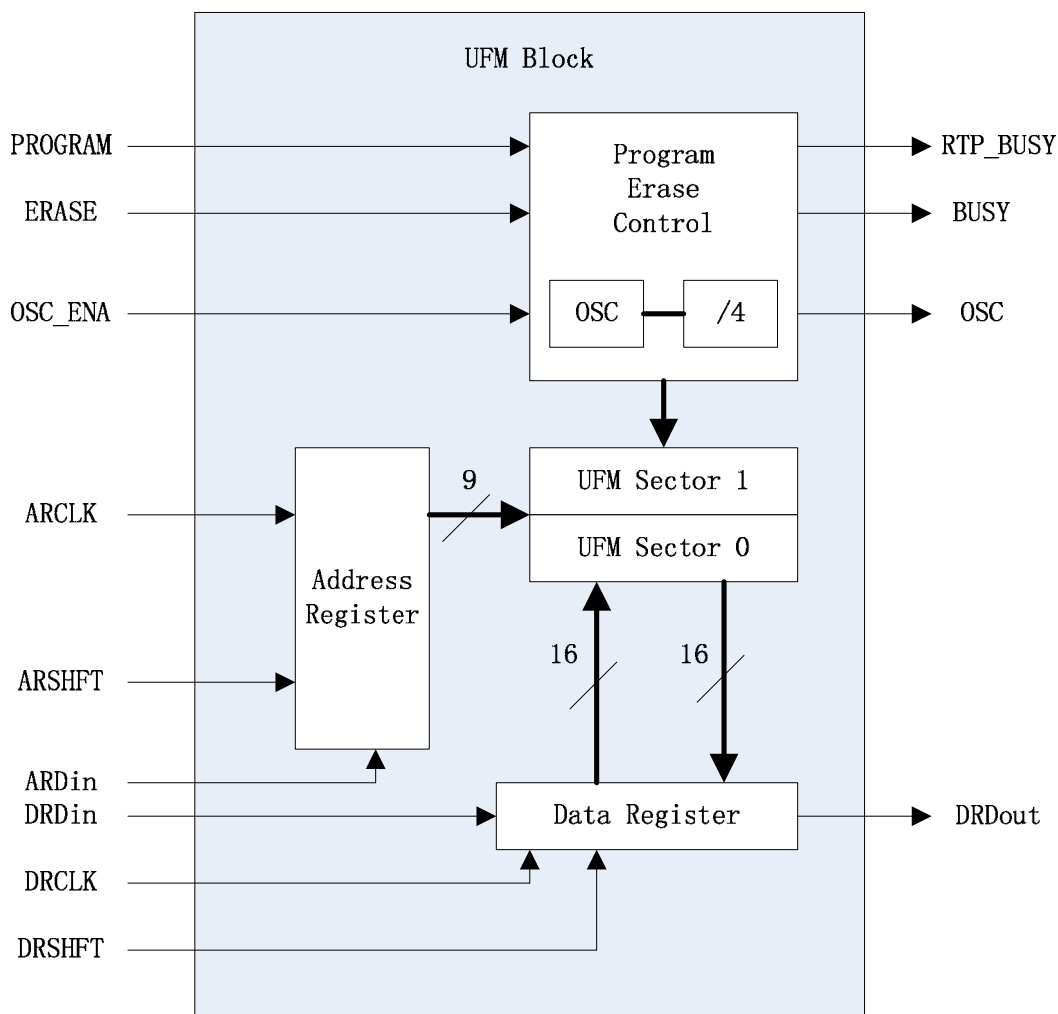 UFM Block
PROGRAM
ERASE
OSC_ENA
Program
Erase
Control
OSC
/4
RTP_BUSY
BUSY
OSC
ARCLK
ARSHFT
ARDin
Address
Register
9
UFM Sector 1
UFM Sector 0
16
16
DRDin
DRCLK
DRSHFT
Data Register
DRDout